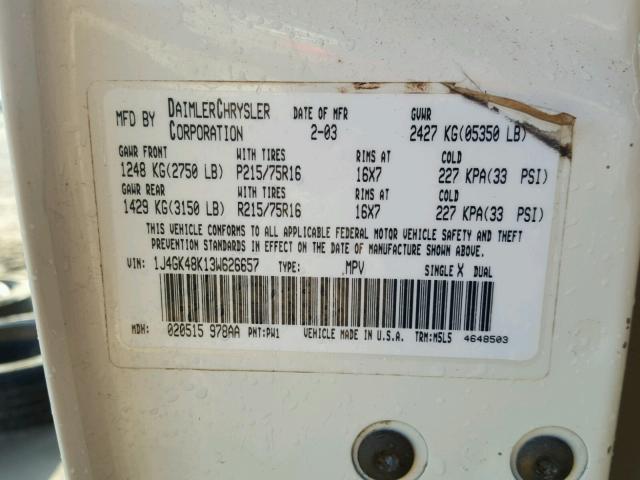 MFD BY DAIMLERCHRYSLER CORPORATION DATE OF MFR 2-03 GVWR 2427 KG(05350 LB)
GAWR FRONT WITH TIRES RIMS AT COLD
1248 KG(2750 LB) P215/75R16 16X7 227 KPA(33 PSI)
GAWR REAR WITH TIRES RIMS AT COLD
1429 KG(3150 LB) R215/75R16 16X7 227 KPA(33 PSI)
THIS VEHICLE CONFORMS TO ALL APPLICABLE FEDERAL MOTOR VEHICLE SAFETY AND THEFT
PREVENTION STANDARDS IN EFFECT ON THE DATE OF MANUFACTURE SHOWN ABOVE.
VIN: 1J4GK48K13W626657 TYPE: MPV SINGLE X DUAL
MDH: 020515 978AA PNT:PW1 VEHICLE MADE IN U.S.A. TRM:M5L5 4648503